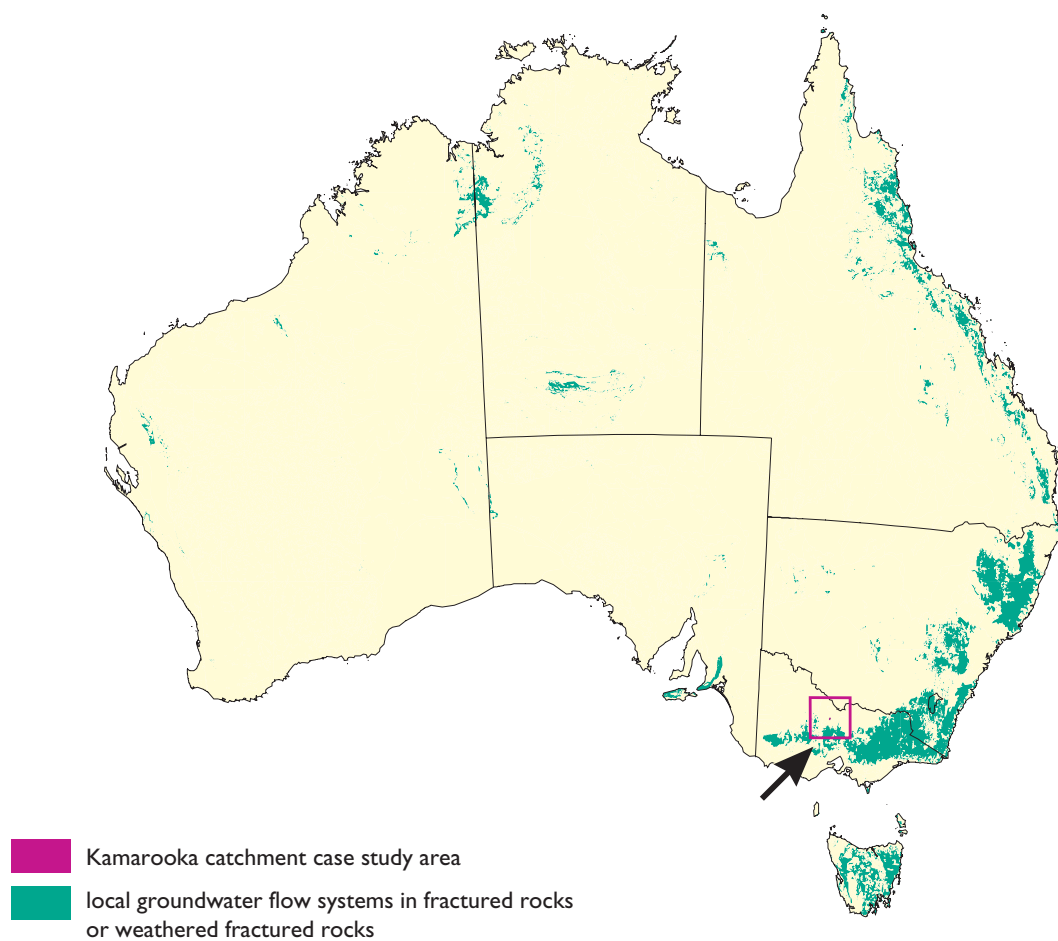 Kamarooka catchment case study area
local groundwater flow systems in fractured rocks
or weathered fractured rocks